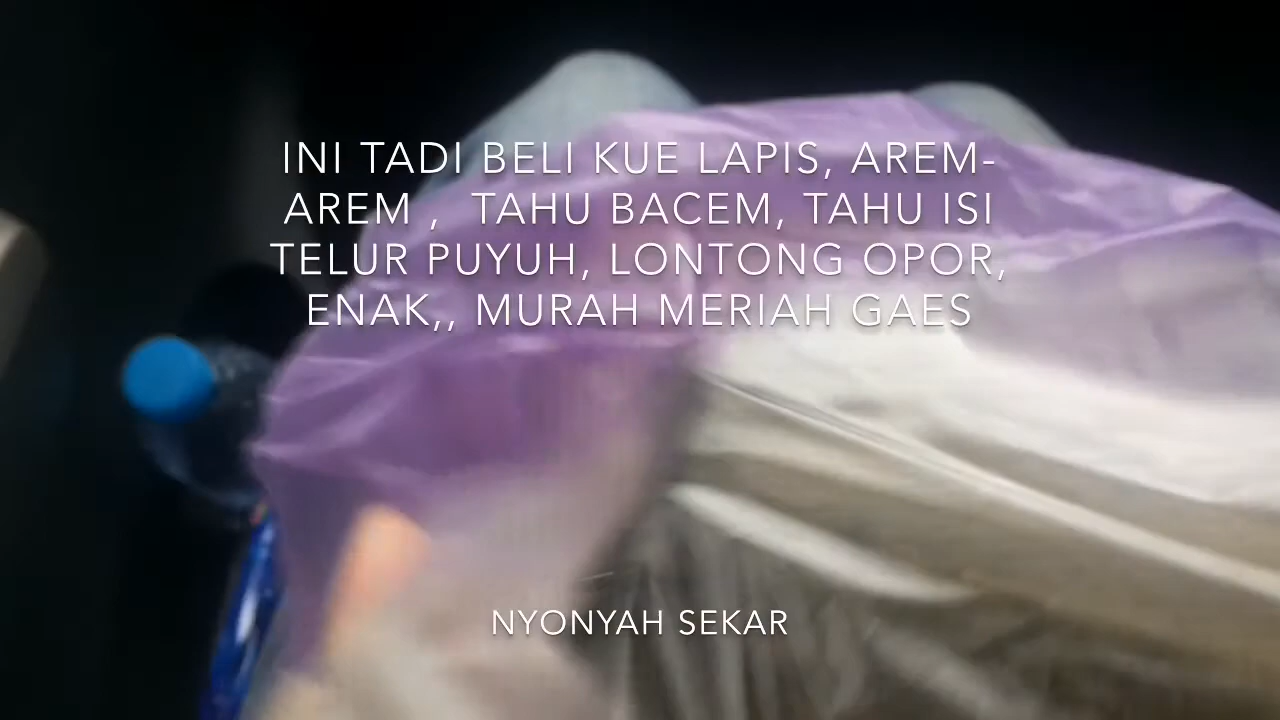 INI TADI BELI KUE LAPIS, AREM-
AREM ,  TAHU BACEM, TAHU ISI
TELUR PUYUH, LONTONG OPOR,
ENAK,, MURAH MERIAH GAES
NYONYAH SEKAR